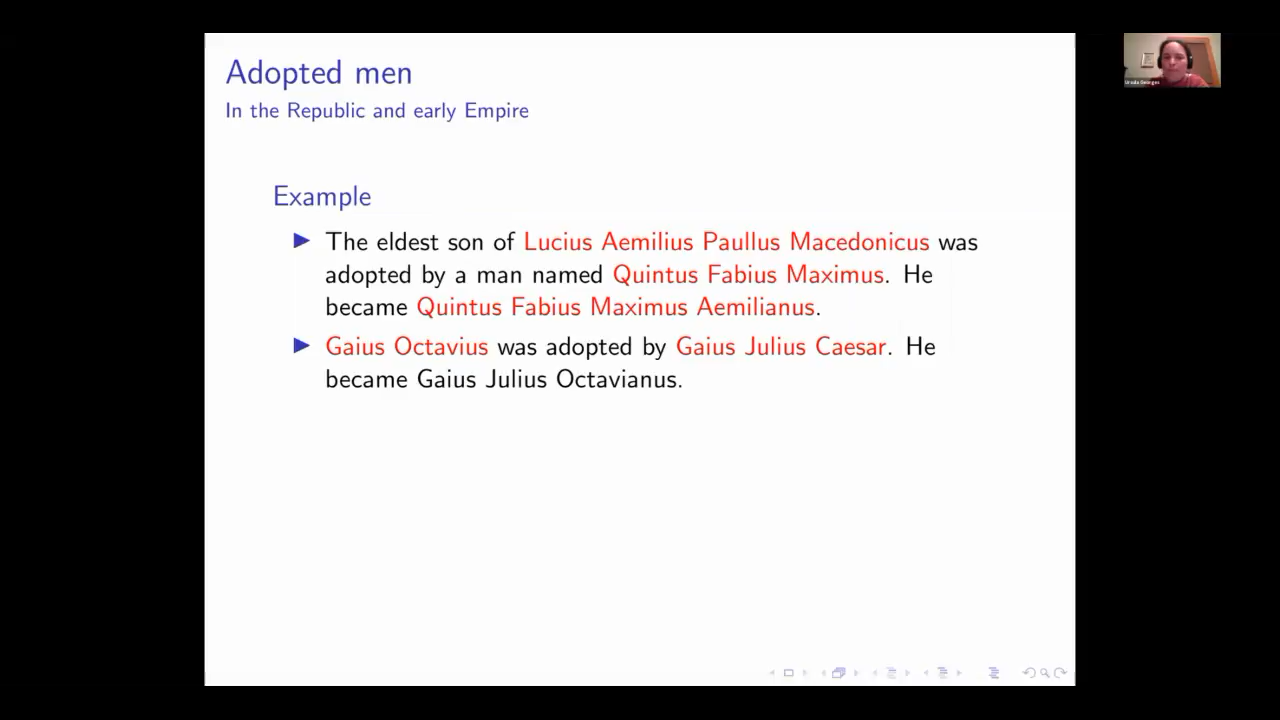 Adopted men
In the Republic and early Empire
Example
The eldest son of Lucius Aemilius Paullus Macedonicus was
adopted by a man named Quintus Fabius Maximus. He
became Quintus Fabius Maximus Aemilianus.
Gaius Octavius was adopted by Gaius Julius Caesar. He
became Gaius Julius Octavianus.